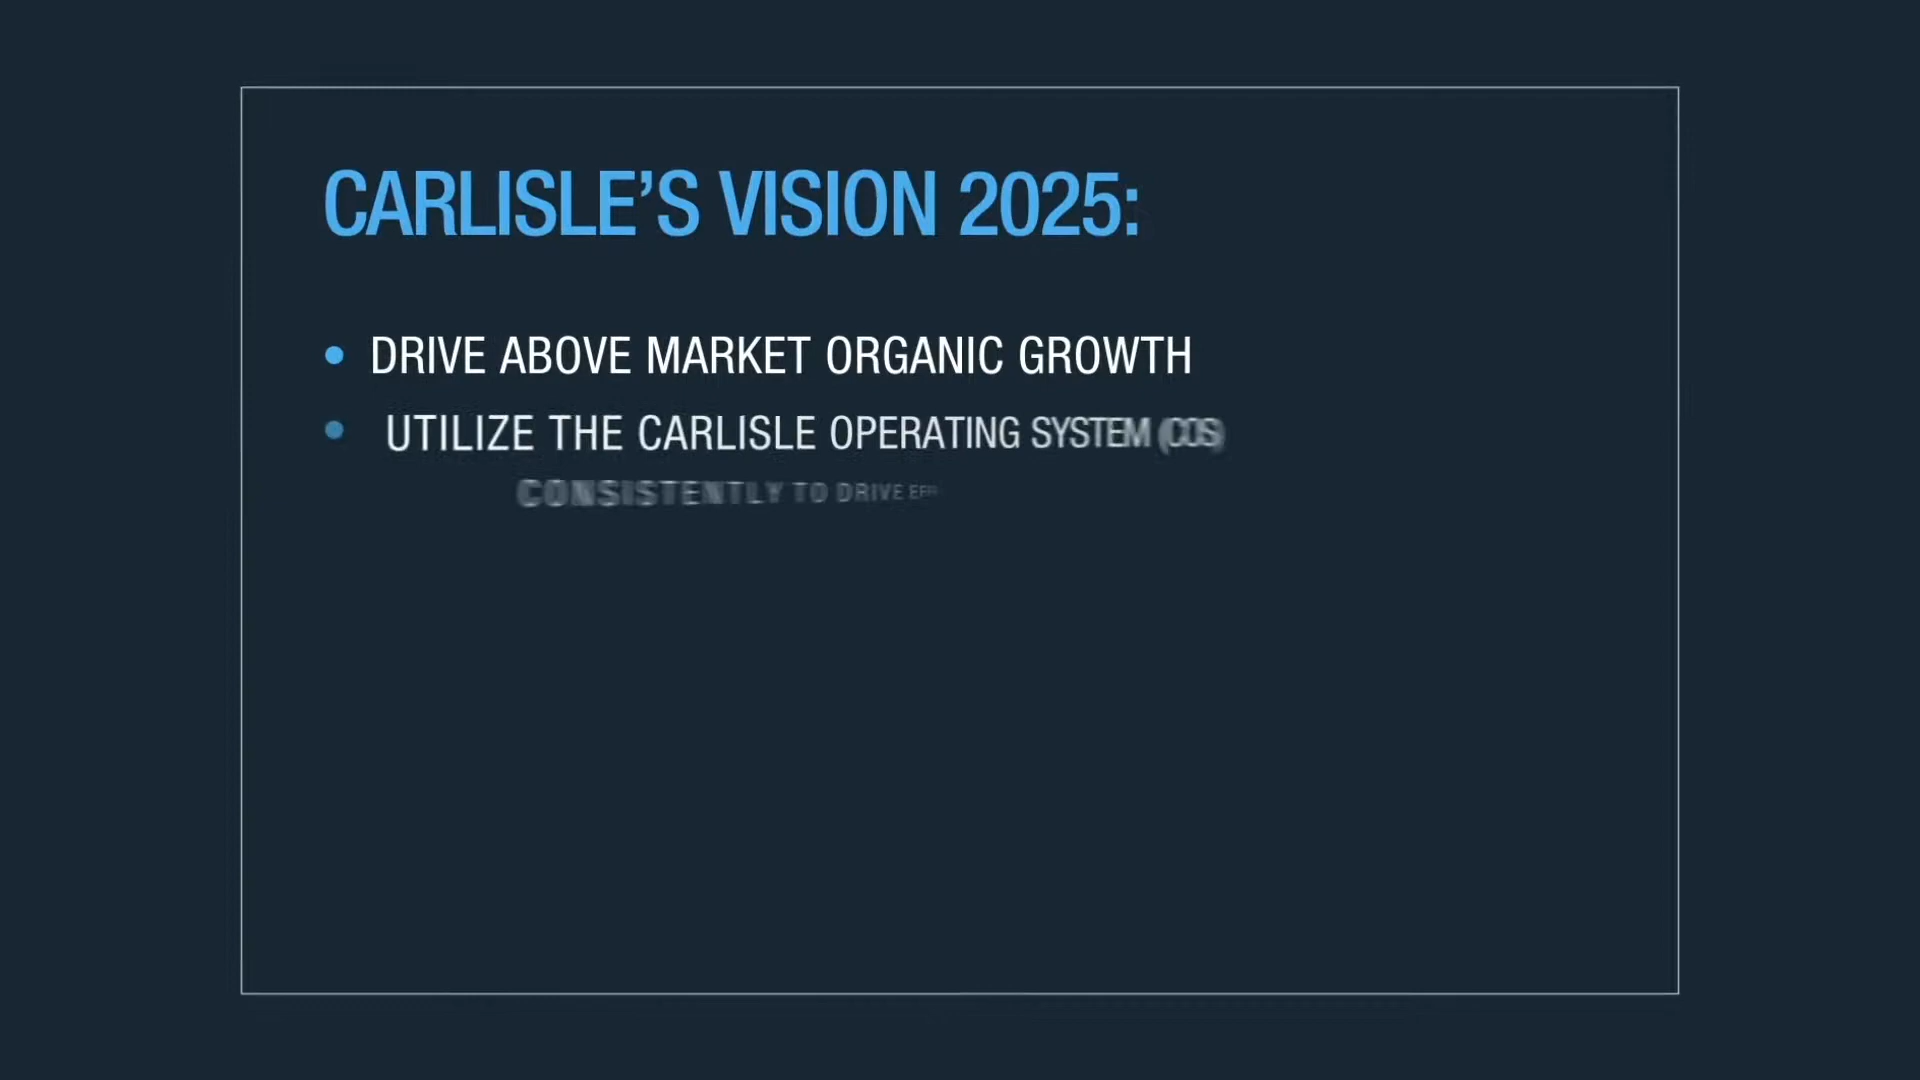 CARLISLE’S VISION 2025:
• DRIVE ABOVE MARKET ORGANIC GROWTH
• UTILIZE THE CARLISLE OPERATING SYSTEM (COS)
CONSISTENTLY TO DRIVE